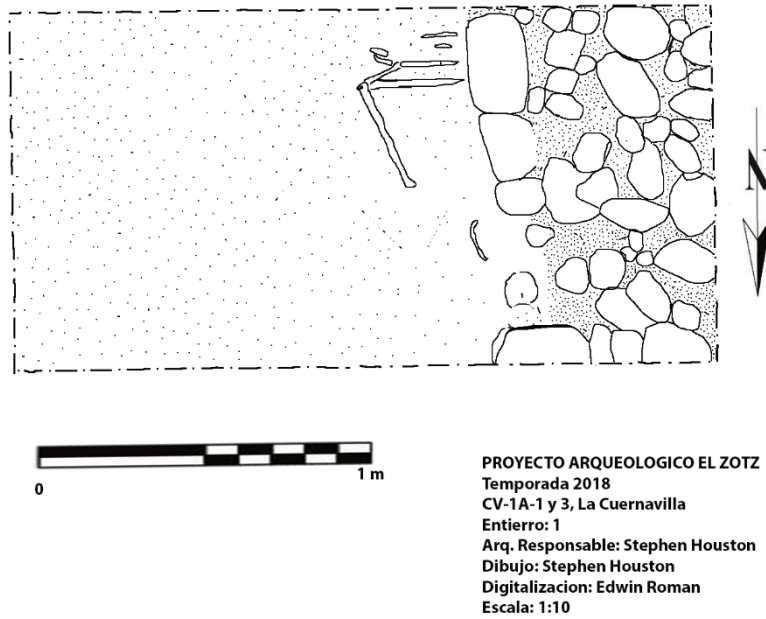 N
0
1 m
PROYECTO ARQUEOLOGICO EL ZOTZ
Temporada 2018
CV-1A-1 y 3, La Cuernavilla
Entierro: 1
Arq. Responsable: Stephen Houston
Dibujo: Stephen Houston
Digitalizacion: Edwin Roman
Escala: 1:10